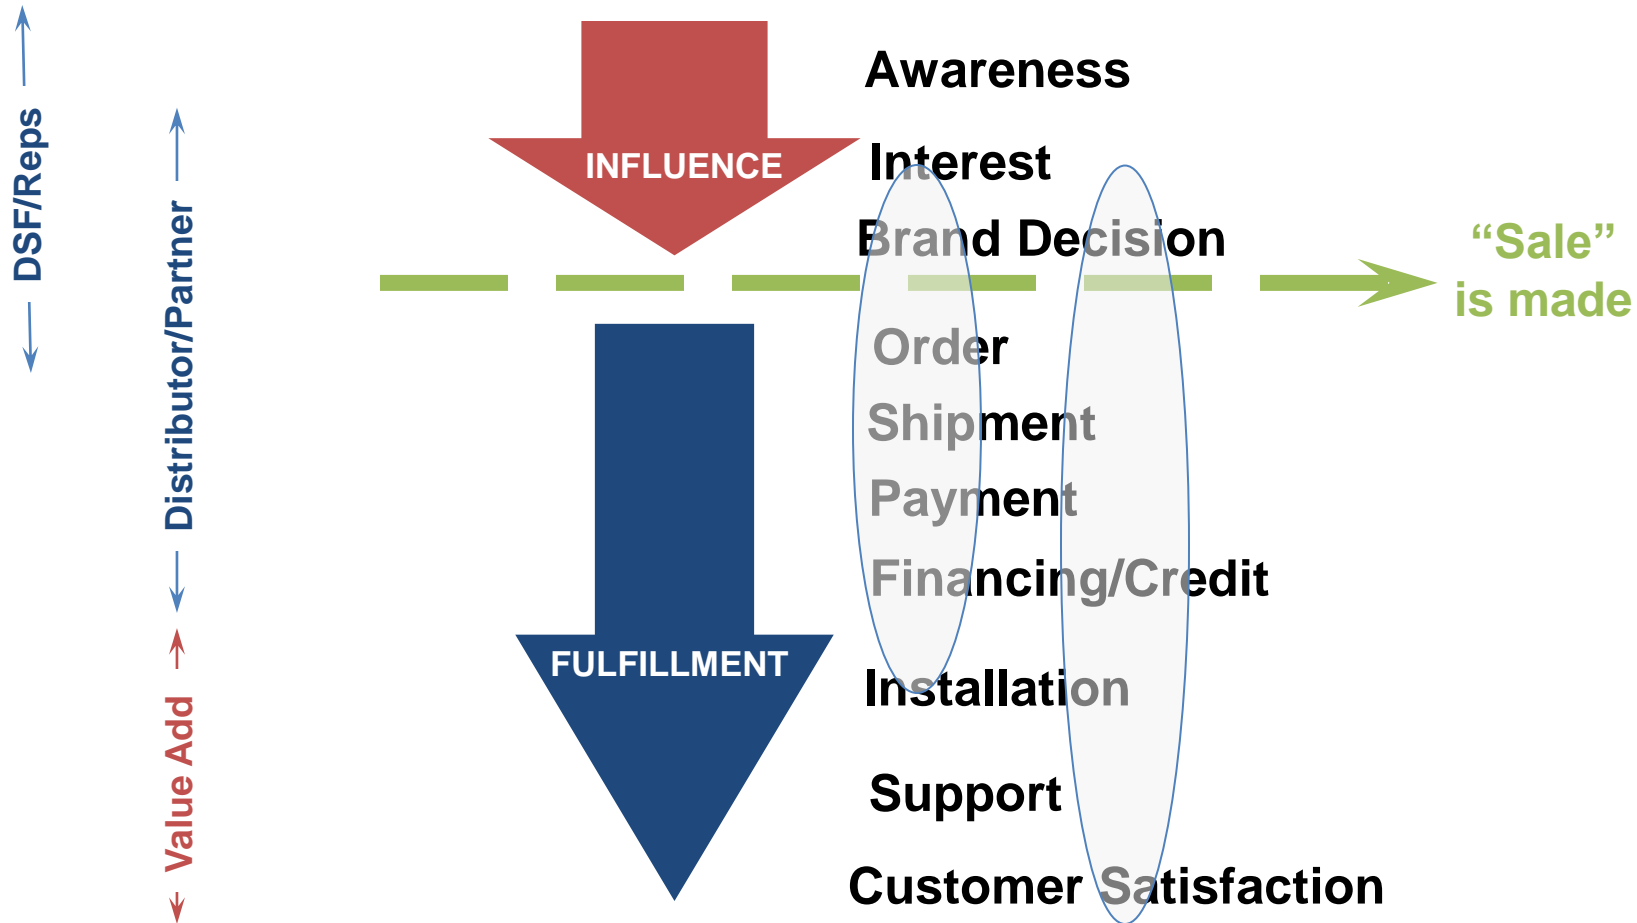 DSF/Reps
Distributor/Partner
Value Add
INFLUENCE
FULFILLMENT
Awareness
Interest
Brand Decision
Order
Shipment
Payment
Financing/Credit
Installation
Support
Customer Satisfaction
“Sale”
is made